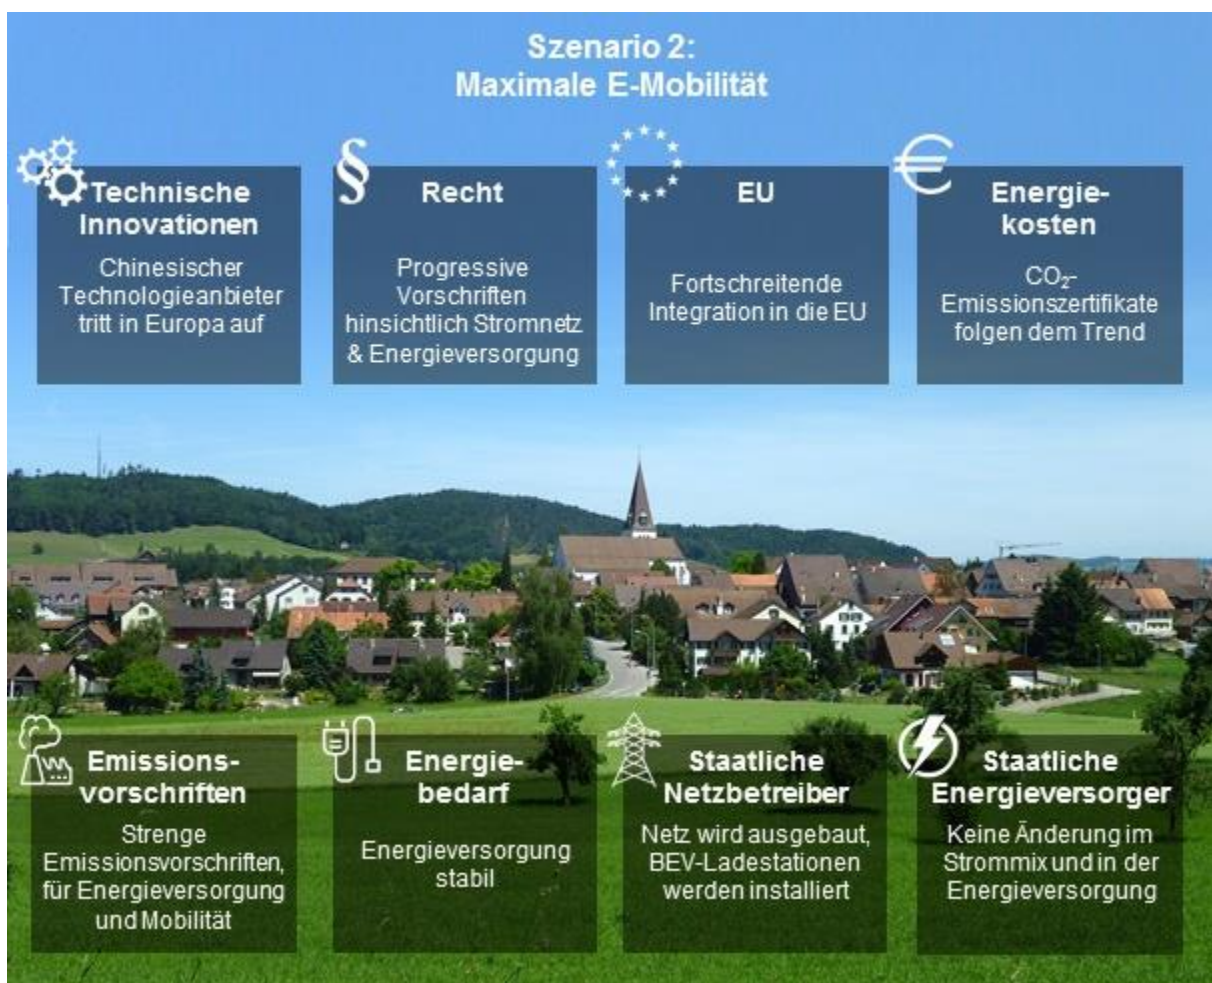 Szenario 2:
Maximale E-Mobilität
Technische
Innovationen
Chinesischer
Technologieanbieter
tritt in Europa auf
§
Recht
Progressive
Vorschriften
hinsichtlich Stromnetz
& Energieversorgung
EU
Fortschreitende
Integration in die EU
€
Energie-
kosten
CO₂-
Emissionszertifikate
folgen dem Trend
Emissions-
vorschriften
Strenge
Emissionsvorschriften,
für Energieversorgung
und Mobilität
Energie-
bedarf
Energieversorgung
stabil
Staatliche
Netzbetreiber
Netz wird ausgebaut,
BEV-Ladestationen
werden installiert
Staatliche
Energieversorger
Keine Änderung im
Strommix und in der
Energieversorgung